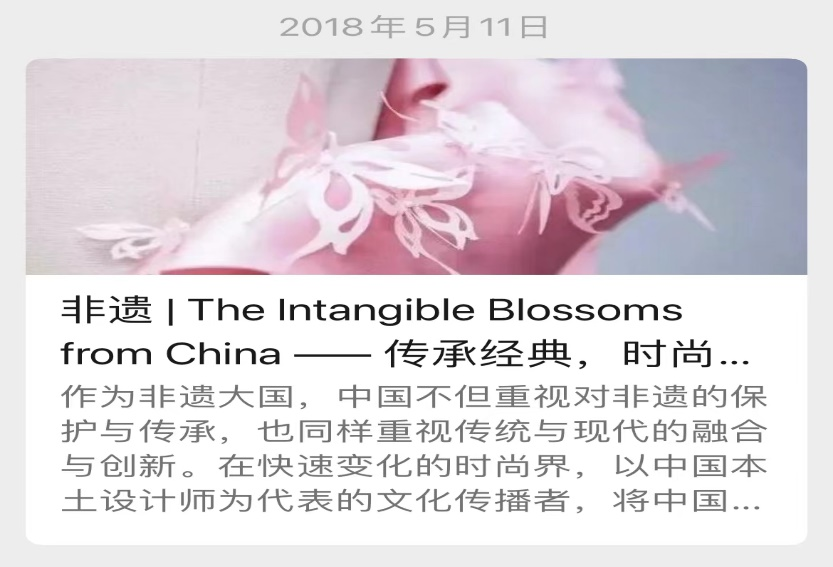 2018年5月11日
非遗 | The Intangible Blossoms
from China —— 传承经典，时尚...
作为非遗大国，中国不但重视对非遗的保
护与传承，也同样重视传统与现代的融合
与创新。在快速变化的时尚界，以中国本
土设计师为代表的文化传播者，将中国...